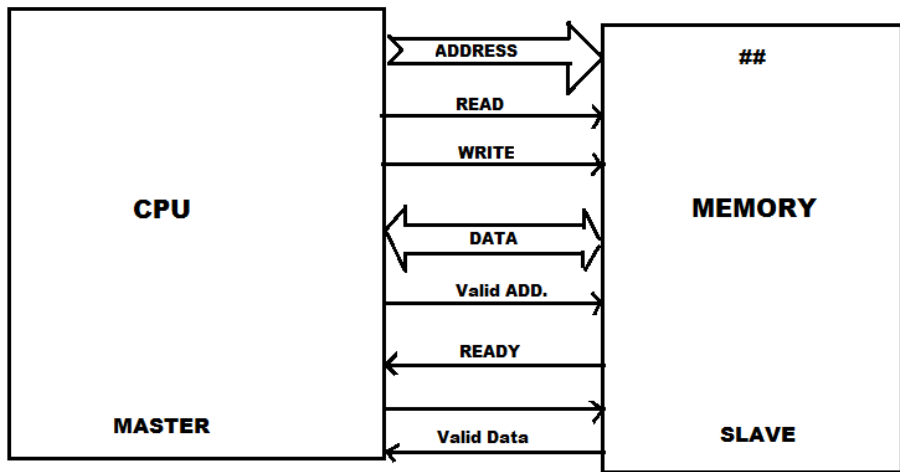 ADDRESS
##
READ
WRITE
CPU
MEMORY
DATA
Valid ADD.
READY
MASTER
Valid Data
SLAVE